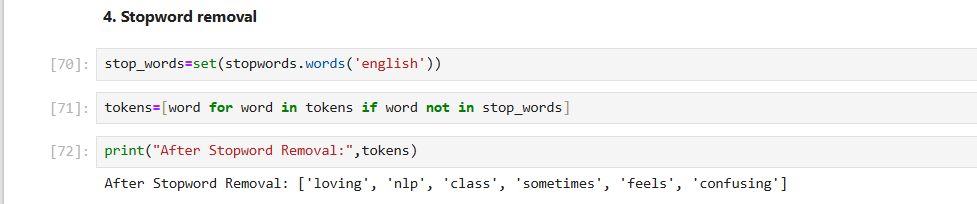 4. Stopword removal
[70]: stop_words=set(stopwords.words('english'))
[71]: tokens=[word for word in tokens if word not in stop_words]
[72]: print("After Stopword Removal:",tokens)
After Stopword Removal: ['loving', 'nlp', 'class', 'sometimes', 'feels', 'confusing']